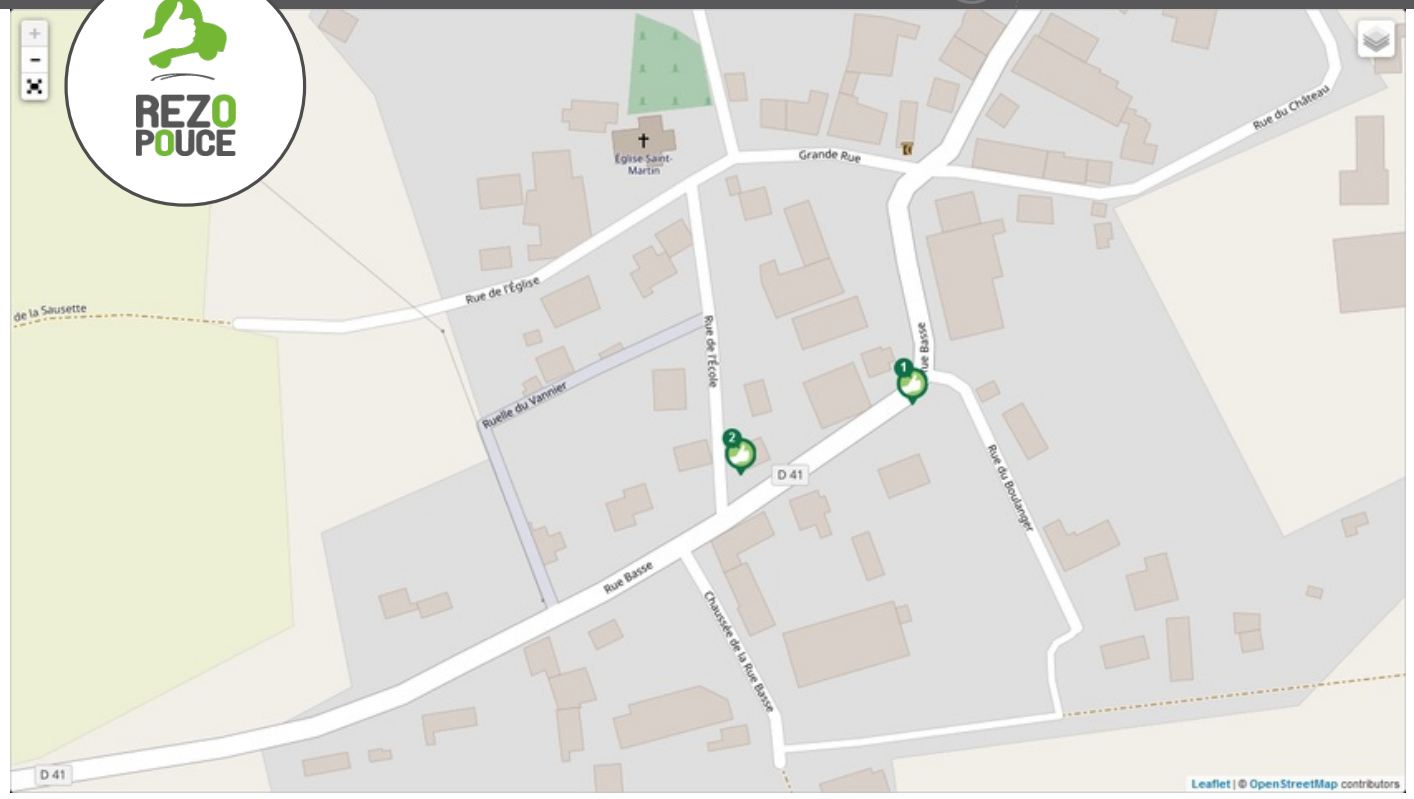 +
-
REZO
POUCE
Rue du Château
Grande Rue
Église Saint-
Martin
Rue de l'Église
de la Sausette
Rue de l'École
Rue Basse
1
Ruelle du Vannier
2
D 41
Rue du Boulanger
Rue Basse
Chaussée de la Rue Basse
D 41
Leaflet | © OpenStreetMap contributors